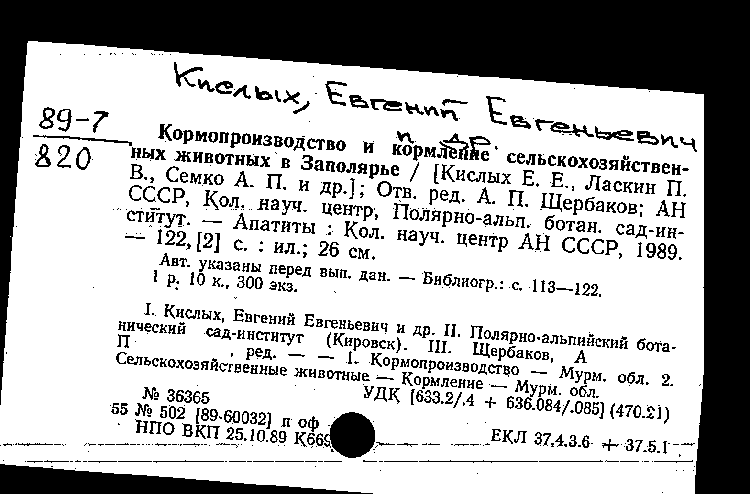 Кислых, Евгений Евгеньевич
и др.
89-7
820
Кормопроизводство и кормление сельскохозяйствен-
ных животных в Заполярье / [Кислых Е. Е., Ласкин П.
В., Семко А. П. и др.]; Отв. ред. А. П. Щербаков; АН
СССР, Кол. науч. центр, Полярно-альп. ботан. сад-ин-
ститут. — Апатиты : Кол. науч. центр АН СССР, 1989.
— 122, [2] с. : ил.; 26 см.
Авт. указаны перед вып. дан. — Библиогр.: с. 113—122.
1 р. 10 к., 300 экз.
I. Кислых, Евгений Евгеньевич и др. II. Полярно-альпийский бота-
нический сад-институт (Кировск). III. Щербаков, А
П , ред. — — 1. Кормопроизводство — Мурм. обл. 2.
Сельскохозяйственные животные — Кормление — Мурм. обл.
№ 36365 УДК [633.2/.4 + 636.084/.085] (470.21)
55 № 502 [89-60032] п оф
НПО ВКП 25.10.89 К669 ЕКЛ 37.4.3.6 + 37.5.1